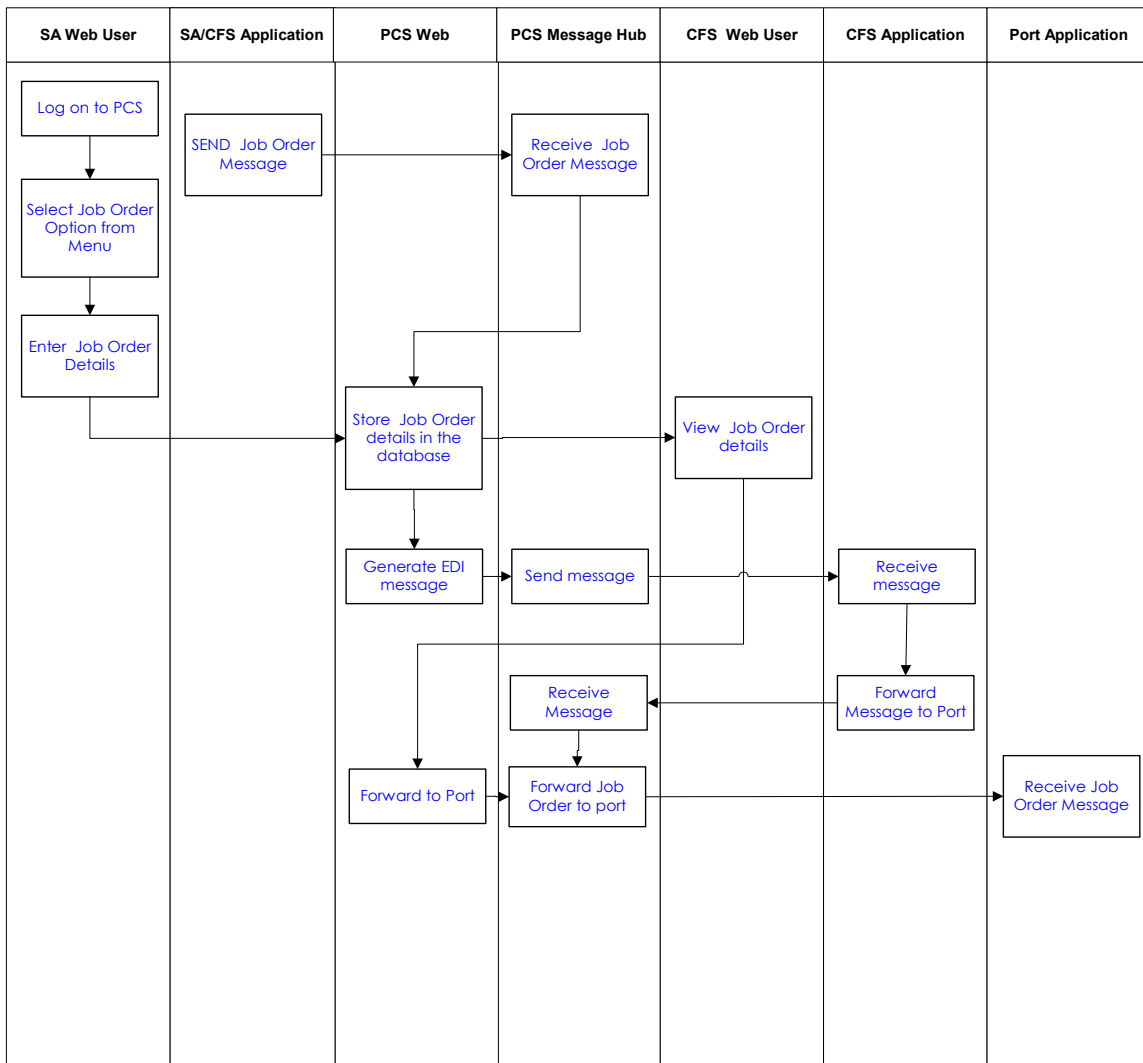 SA Web User
SA/CFS Application
PCS Web
PCS Message Hub
CFS Web User
CFS Application
Port Application
Log on to PCS
SEND Job Order
Message
Receive Job
Order Message
Select Job Order
Option from
Menu
Enter Job Order
Details
Store Job Order
details in the
database
View Job Order
details
Generate EDI
message
Send message
Receive
message
Receive
Message
Forward
Message to Port
Forward to Port
Forward Job
Order to port
Receive Job
Order Message